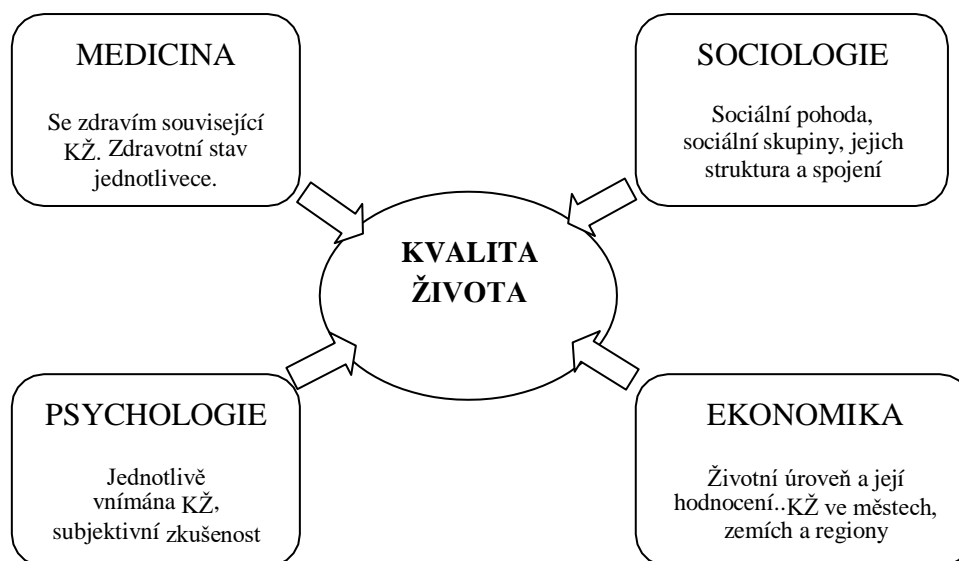 MEDICINA
Se zdravím související
KŽ. Zdravotní stav
jednotlivece.
SOCIOLOGIE
Sociální pohoda,
sociální skupiny, jejich
struktura a spojení
KVALITA
ŽIVOTA
PSYCHOLOGIE
Jednotlivě
vnímána KŽ,
subjektivní zkušenost
EKONOMIKA
Životní úroveň a její
hodnocení..KŽ ve městech,
zemích a regiony